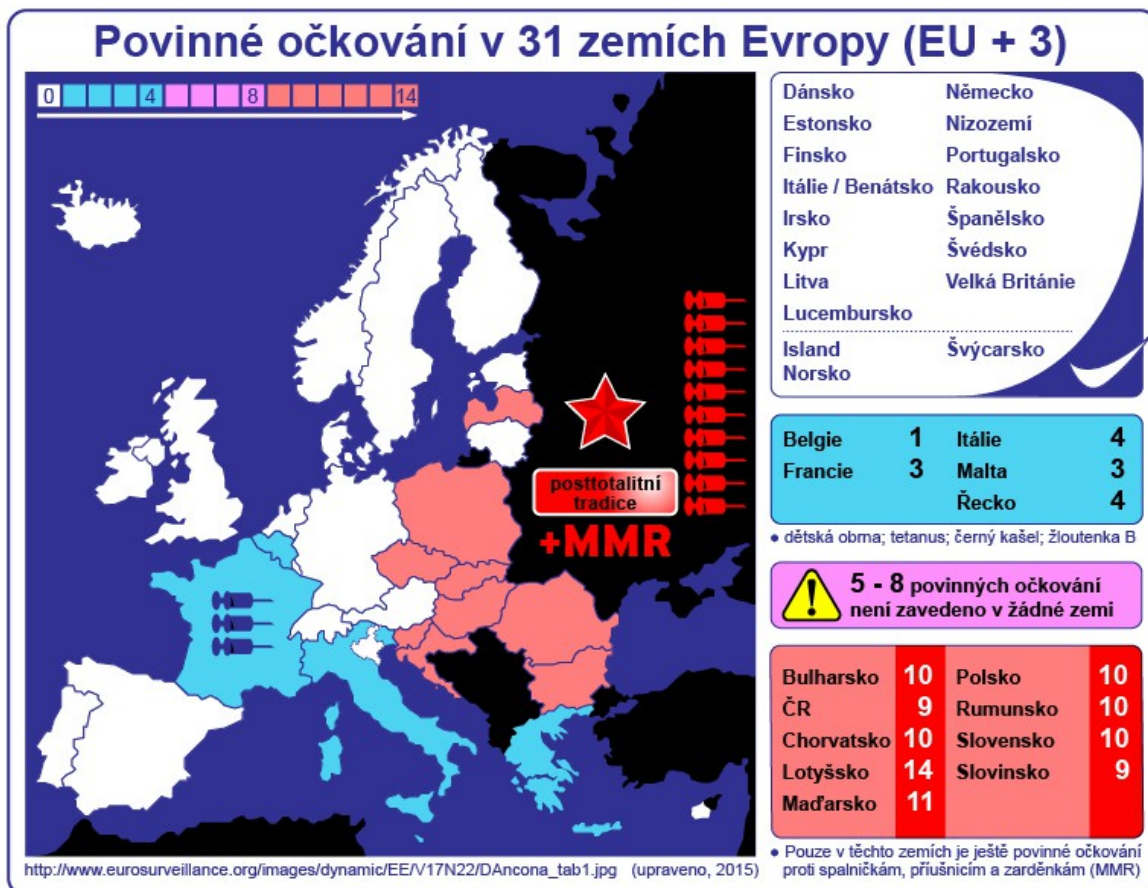 Povinné očkování v 31 zemích Evropy (EU + 3)
0 4 8 14
posttotalitní
tradice
+MMR
Dánsko Německo
Estonsko Nizozemí
Finsko Portugalsko
Itálie / Benátsko Rakousko
Irsko Španělsko
Kypr Švédsko
Litva Velká Británie
Lucembursko
Island Švýcarsko
Norsko
Belgie 1 Itálie 4
Francie 3 Malta 3
Řecko 4
• dětská obrna; tetanus; černý kašel; žloutenka B
! 5 - 8 povinných očkování
není zavedeno v žádné zemi
Bulharsko 10 Polsko 10
ČR 9 Rumunsko 10
Chorvatsko 10 Slovensko 10
Lotyšsko 14 Slovinsko 9
Maďarsko 11
• Pouze v těchto zemích je ještě povinné očkování
proti spalničkám, příušnicím a zarděnkám (MMR)
http://www.eurosurveillance.org/images/dynamic/EE/V17N22/DAncona_tab1.jpg (upraveno, 2015)